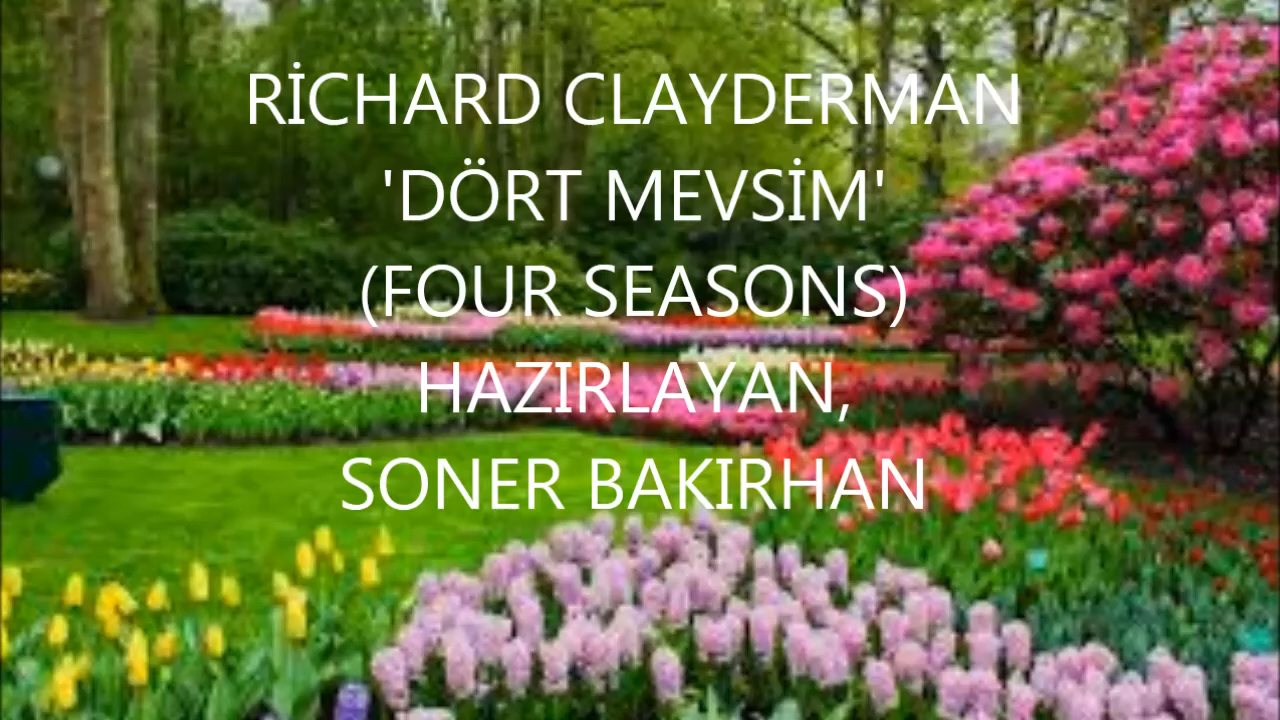 RİCHARD CLAYDERMAN
'DÖRT MEVSİM'
(FOUR SEASONS)
HAZIRLAYAN,
SONER BAKIRHAN